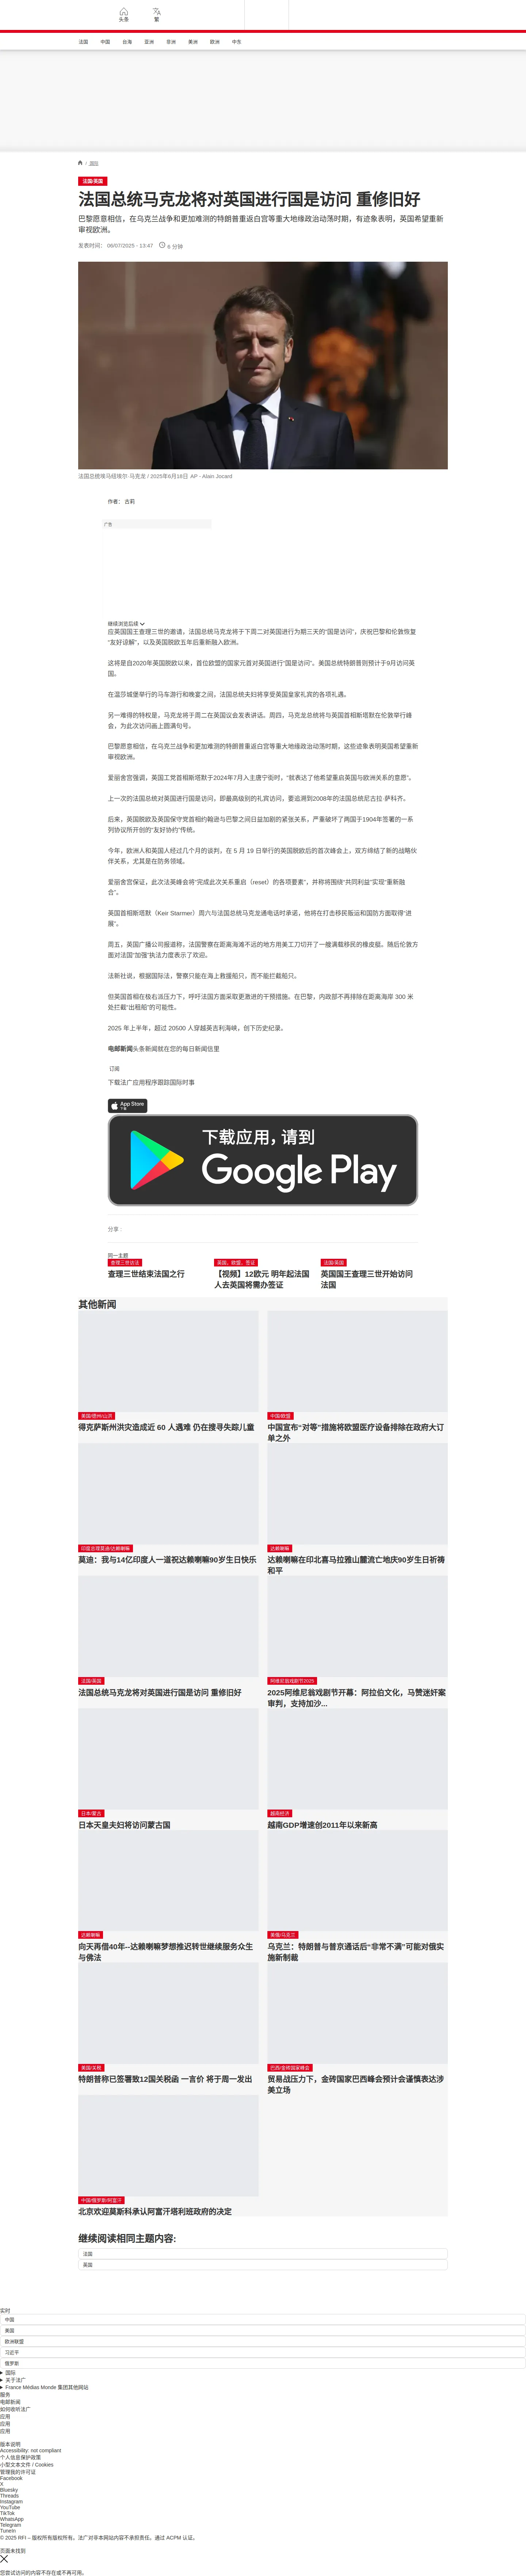 头条
繁
法国
中国
台海
亚洲
非洲
美洲
欧洲
中东
/ 国际
法国/英国
法国总统马克龙将对英国进行国是访问 重修旧好
巴黎愿意相信，在乌克兰战争和更加难测的特朗普重返白宫等重大地缘政治动荡时期，有迹象表明，英国希望重新审视欧洲。
发表时间： 06/07/2025 - 13:47
6 分钟
法国总统埃马纽埃尔·马克龙 / 2025年6月18日 AP - Alain Jocard
作者： 古莉
广告
继续浏览后续
应英国国王查理三世的邀请，法国总统马克龙将于下周二对英国进行为期三天的“国是访问”，庆祝巴黎和伦敦恢复
“友好谅解”，以及英国脱欧五年后重新融入欧洲。
这将是自2020年英国脱欧以来，首位欧盟的国家元首对英国进行“国是访问”。美国总统特朗普则预计于9月访问英
国。
在温莎城堡举行的马车游行和晚宴之间，法国总统夫妇将享受英国皇家礼宾的各项礼遇。
另一难得的特权是，马克龙将于周二在英国议会发表讲话。周四，马克龙总统将与英国首相斯塔默在伦敦举行峰
会，为此次访问画上圆满句号。
巴黎愿意相信，在乌克兰战争和更加难测的特朗普重返白宫等重大地缘政治动荡时期，这些迹象表明英国希望重新
审视欧洲。
爱丽舍宫强调，英国工党首相斯塔默于2024年7月入主唐宁街时，“就表达了他希望重启英国与欧洲关系的意愿”。
上一次的法国总统对英国进行国是访问，即最高级别的礼宾访问，要追溯到2008年的法国总统尼古拉·萨科齐。
后来，英国脱欧及英国保守党首相约翰逊与巴黎之间日益加剧的紧张关系，严重破坏了两国于1904年签署的一系
列协议所开创的“友好协约”传统。
今年，欧洲人和英国人经过几个月的谈判，在 5 月 19 日举行的英国脱欧后的首次峰会上，双方缔结了新的战略伙
伴关系，尤其是在防务领域。
爱丽舍宫保证，此次法英峰会将“完成此次关系重启（reset）的各项要素”，并称将围绕“共同利益”实现“重新融
合”。
英国首相斯塔默（Keir Starmer）周六与法国总统马克龙通电话时承诺，他将在打击移民贩运和国防方面取得“进
展”。
周五，英国广播公司报道称，法国警察在距离海滩不远的地方用美工刀切开了一艘满载移民的橡皮艇。随后伦敦方
面对法国“加强”执法力度表示了欢迎。
法新社说，根据国际法，警察只能在海上救援船只，而不能拦截船只。
但英国首相在极右派压力下，呼吁法国方面采取更激进的干预措施。在巴黎，内政部不再排除在距离海岸 300 米
处拦截“出租船”的可能性。
2025 年上半年，超过 20500 人穿越英吉利海峡，创下历史纪录。
电邮新闻头条新闻就在您的每日新闻信里
订阅
下载法广应用程序跟踪国际时事
App Store
下载
下载应用，请到
Google Play
分享 :
同一主题
查理三世访法
查理三世结束法国之行
英国，欧盟，签证
【视频】12欧元 明年起法国人去英国将需办签证
法国/英国
英国国王查理三世开始访问法国
其他新闻
美国/德州/山洪
得克萨斯州洪灾造成近 60 人遇难 仍在搜寻失踪儿童
中国/欧盟
中国宣布“对等”措施将欧盟医疗设备排除在政府大订单之外
印度总理莫迪/达赖喇嘛
莫迪：我与14亿印度人一道祝达赖喇嘛90岁生日快乐
达赖喇嘛
达赖喇嘛在印北喜马拉雅山麓流亡地庆90岁生日祈祷和平
法国/英国
法国总统马克龙将对英国进行国是访问 重修旧好
阿维尼翁戏剧节2025
2025阿维尼翁戏剧节开幕：阿拉伯文化，马赞迷奸案审判，支持加沙...
日本/蒙古
日本天皇夫妇将访问蒙古国
越南经济
越南GDP增速创2011年以来新高
达赖喇嘛
向天再借40年--达赖喇嘛梦想推迟转世继续服务众生与佛法
美俄/乌克兰
乌克兰：特朗普与普京通话后“非常不满”可能对俄实施新制裁
美国/关税
特朗普称已签署致12国关税函 一言价 将于周一发出
巴西/金砖国家峰会
贸易战压力下，金砖国家巴西峰会预计会谨慎表达涉美立场
中国/俄罗斯/阿富汗
北京欢迎莫斯科承认阿富汗塔利班政府的决定
继续阅读相同主题内容:
法国
英国
实时
中国
美国
欧洲联盟
习近平
俄罗斯
国际
关于法广
France Médias Monde 集团其他网站
服务
电邮新闻
如何收听法广
应用
应用
应用
版本说明
Accessibility: not compliant
个人信息保护政策
小型文本文件 / Cookies
管理我的许可证
Facebook
X
Bluesky
Threads
Instagram
YouTube
TikTok
WhatsApp
Telegram
TuneIn
© 2025 RFI – 版权所有版权所有。法广对非本网站内容不承担责任。通过 ACPM 认证。
页面未找到
您尝试访问的内容不存在或不再可用。